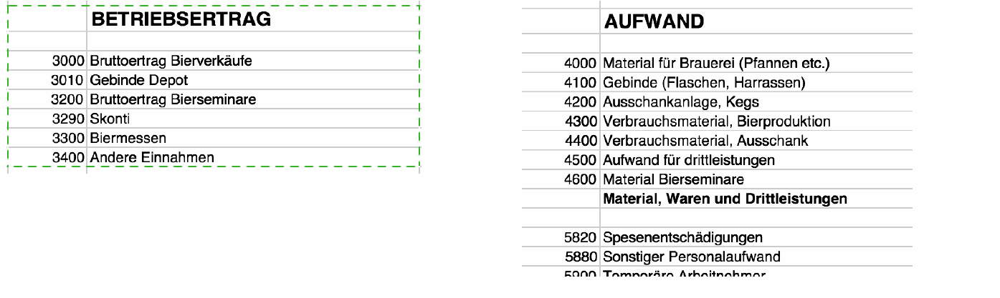 BETRIEBSERTRAG
3000 Bruttoertrag Bierverkäufe
3010 Gebinde Depot
3200 Bruttoertrag Bierseminare
3290 Skonti
3300 Biermessen
3400 Andere Einnahmen
AUFWAND
4000 Material für Brauerei (Pfannen etc.)
4100 Gebinde (Flaschen, Harrassen)
4200 Ausschankanlage, Kegs
4300 Verbrauchsmaterial, Bierproduktion
4400 Verbrauchsmaterial, Ausschank
4500 Aufwand für drittleistungen
4600 Material Bierseminare
Material, Waren und Drittleistungen
5820 Spesenentschädigungen
5880 Sonstiger Personalaufwand
5900 Temporäre Arbeitnehmer